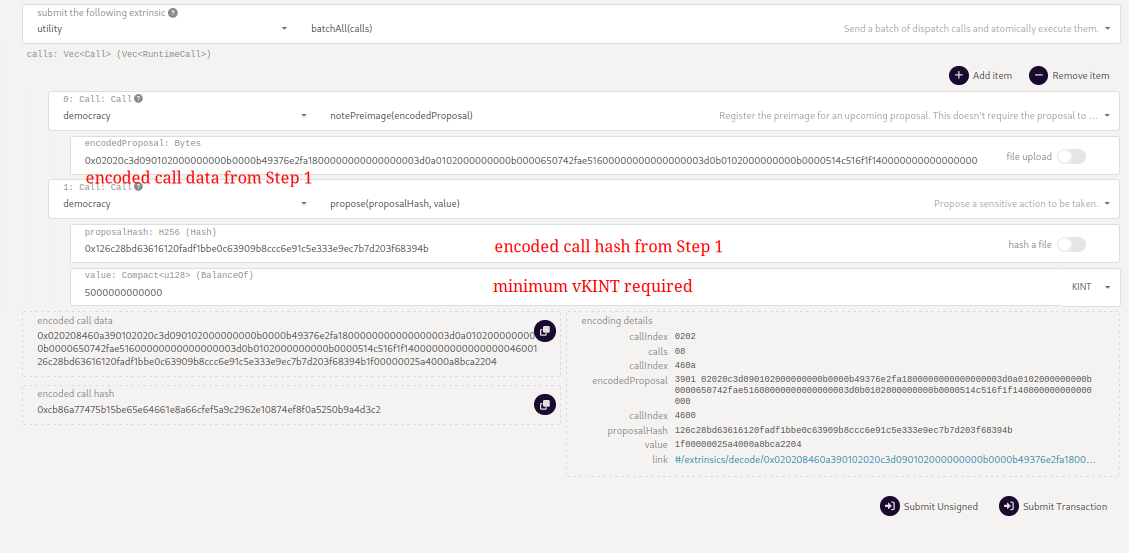 submit the following extrinsic ?
utility batchAll(calls) Send a batch of dispatch calls and atomically execute them.
calls: Vec<Call> (Vec<RuntimeCall>)
Add item Remove item
0: Call: Call ?
democracy notePreimage(encodedProposal) Register the preimage for an upcoming proposal. This doesn't require the proposal to ...
encodedProposal: Bytes
0x02020c3d090102000000000b0000b49376e2fa1800000000000000003d0a0102000000000b0000650742fae51600000000000000003d0b0102000000000b0000514c516f1f140000000000000000 file upload
encoded call data from Step 1
1: Call: Call ?
democracy propose(proposalHash, value) Propose a sensitive action to be taken.
proposalHash: H256 (Hash)
0x126c28bd63616120fadf1bbe0c63909b8ccc6e91c5e333e9ec7b7d203f68394b encoded call hash from Step 1 hash a file
value: Compact<u128> (BalanceOf)
5000000000000 minimum vKINT required KINT
encoded call data
0x020208460a390102020c3d090102000000000b0000b49376e2fa1800000000000000003d0a010200000000
0b0000650742fae51600000000000000003d0b0102000000000b0000514c516f1f1400000000000000046001
26c28bd63616120fadf1bbe0c63909b8ccc6e91c5e333e9ec7b7d203f68394b1f00000025a4000a8bca2204
encoded call hash
0xcb86a77475b15be65e64661e8a66cfef5a9c2962e10874ef8f0a5250b9a4d3c2
encoding details
callIndex 0202
calls 08
callIndex 460a
encodedProposal 3901 02020c3d090102000000000b0000b49376e2fa1800000000000000003d0a0102000000000b
0000650742fae51600000000000000003d0b0102000000000b0000514c516f1f1400000000000000
000
callIndex 4600
proposalHash 126c28bd63616120fadf1bbe0c63909b8ccc6e91c5e333e9ec7b7d203f68394b
value 1f00000025a4000a8bca2204
link #/extrinsics/decode/0x020208460a390102020c3d090102000000000b0000b49376e2fa1800...
Submit Unsigned Submit Transaction